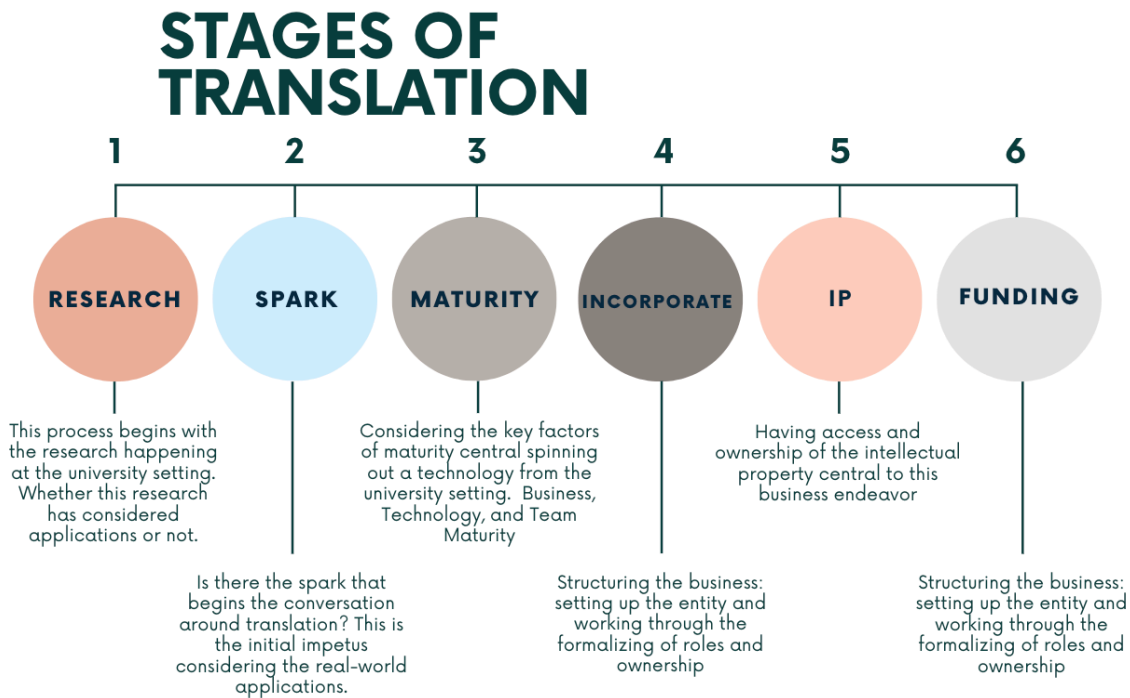 STAGES OF
TRANSLATION
1
2
3
4
5
6
RESEARCH
SPARK
MATURITY
INCORPORATE
IP
FUNDING
This process begins with
the research happening
at the university setting.
Whether this research
has considered
applications or not.
Is there the spark that
begins the conversation
around translation? This is
the initial impetus
considering the real-world
applications.
Considering the key factors
of maturity central spinning
out a technology from the
university setting.  Business,
Technology, and Team
Maturity
Structuring the business:
setting up the entity and
working through the
formalizing of roles and
ownership
Having access and
ownership of the intellectual
property central to this
business endeavor
Structuring the business:
setting up the entity and
working through the
formalizing of roles and
ownership